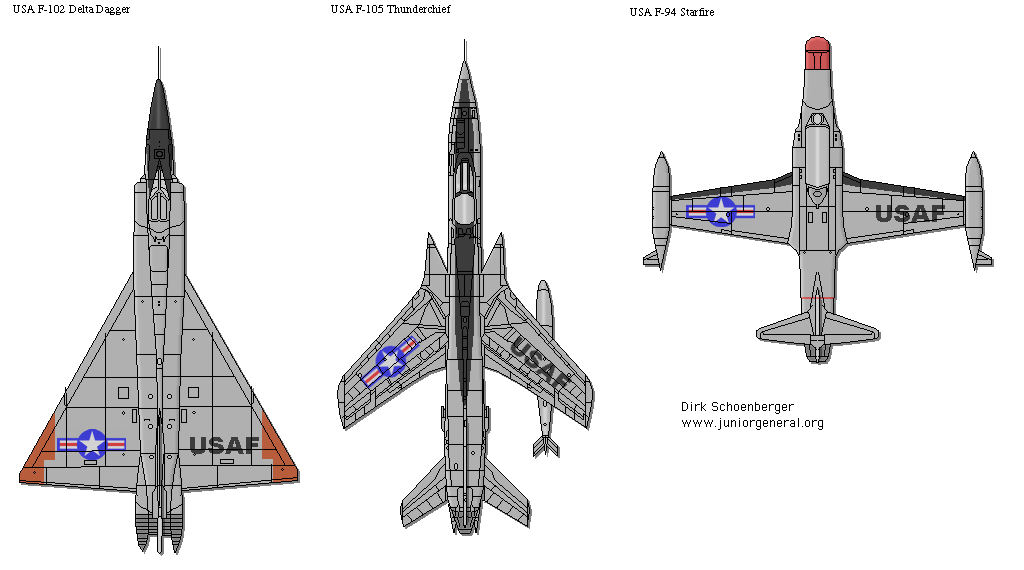 USA F-102 Delta Dagger
USA F-105 Thunderchief
USA F-94 Starfire
USAF
USAF
USAF
Dirk Schoenberger
www.juniorgeneral.org